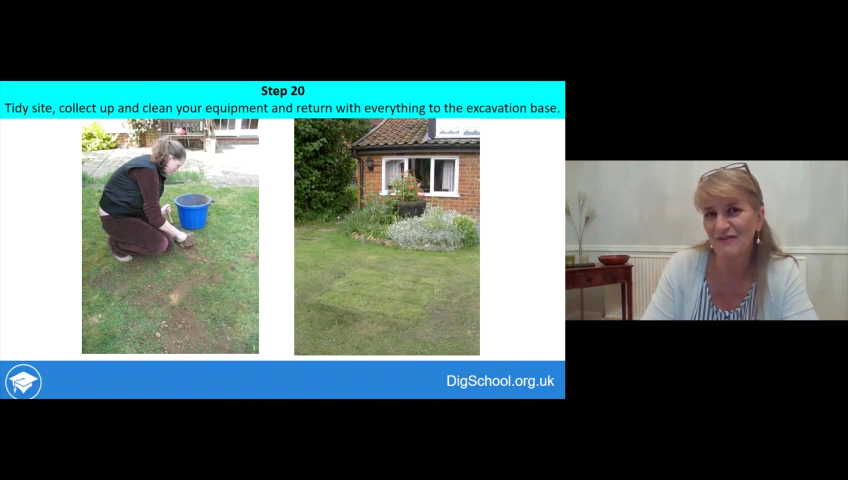 Step 20
Tidy site, collect up and clean your equipment and return with everything to the excavation base.
DigSchool.org.uk